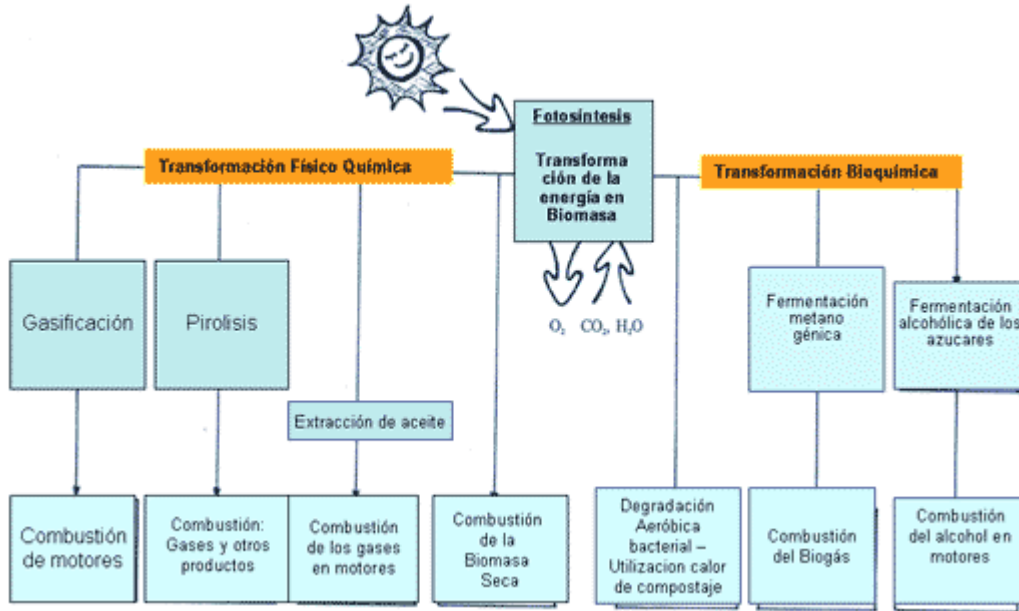 Fotosíntesis
Transforma
ción de la
energía en
Biomasa
Transformación Físico Química
Transformación Bioquímica
O₂ CO₂, H₂O
Gasificación
Pirolisis
Extracción de aceite
Fermentación
metano
génica
Fermentación
alcohólica de los
azucares
Combustión
de motores
Combustión:
Gases y otros
productos
Combustión
de los gases
en motores
Combustión
de la
Biomasa
Seca
Degradación
Aeróbica
bacterial –
Utilizacion calor
de compostaje
Combustión
del Biogás
Combustión
del alcohol en
motores